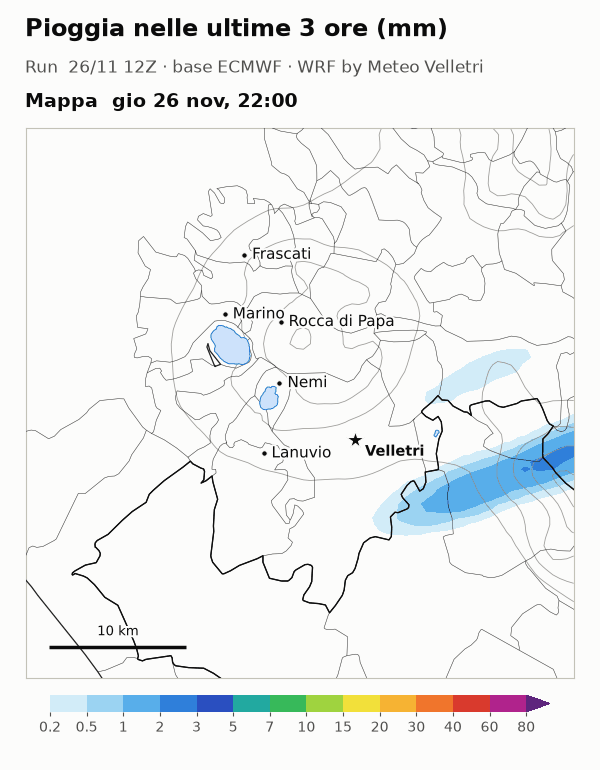 Pioggia nelle ultime 3 ore (mm)
Run  26/11 12Z · base ECMWF · WRF by Meteo Velletri
Mappa  gio 26 nov, 22:00
Frascati
Marino
Rocca di Papa
Nemi
Velletri
Lanuvio
10 km
0.2 0.5 1 2 3 5 7 10 15 20 30 40 60 80